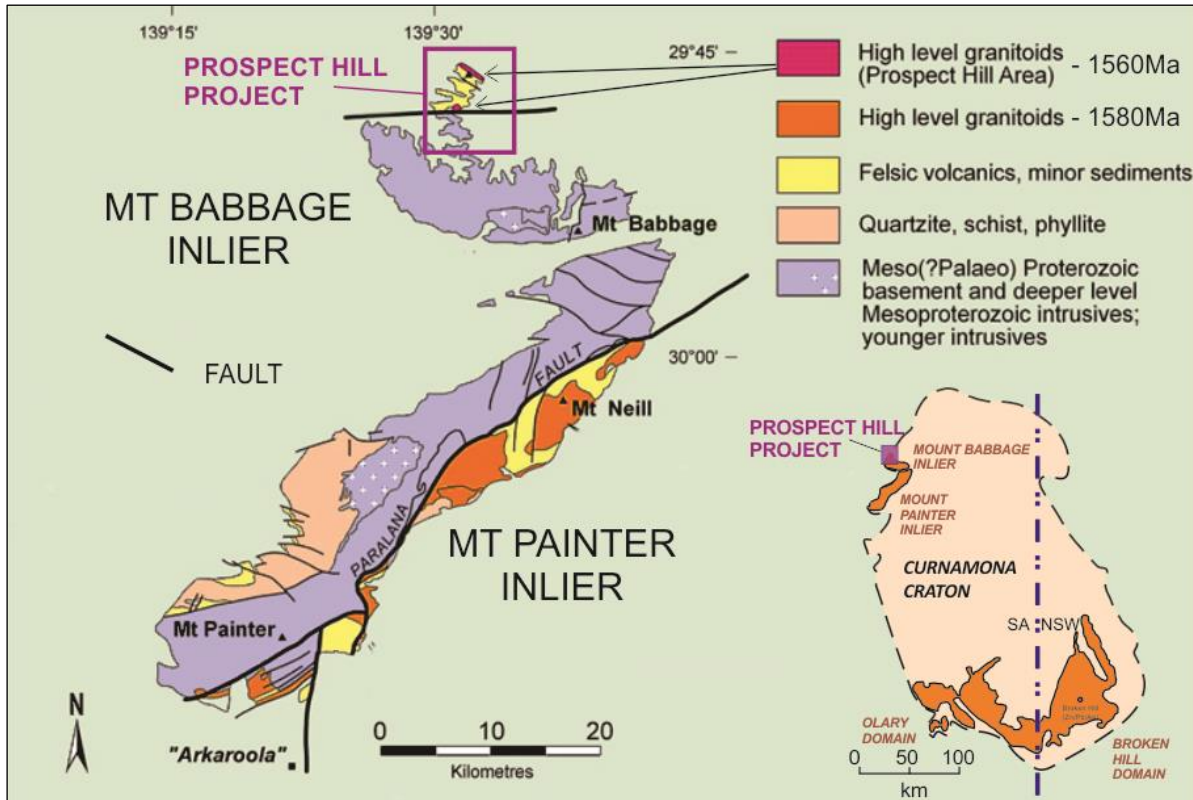 139°15'
139°30'
29°45'
PROSPECT HILL
PROJECT
High level granitoids
(Prospect Hill Area) - 1560Ma
High level granitoids - 1580Ma
Felsic volcanics, minor sediments
Quartzite, schist, phyllite
Meso(?Palaeo) Proterozoic
basement and deeper level
Mesoproterozoic intrusives;
younger intrusives
MT BABBAGE
INLIER
Mt Babbage
FAULT
30°00'
PARALANA FAULT
Mt Neill
MT PAINTER
INLIER
Mt Painter
N
"Arkaroola"
0 10 20
Kilometres
PROSPECT HILL
PROJECT
MOUNT BABBAGE
INLIER
MOUNT
PAINTER
INLIER
CURNAMONA
CRATON
SA NSW
Broken Hill
OLARY
DOMAIN
BROKEN
HILL
DOMAIN
0 50 100
km